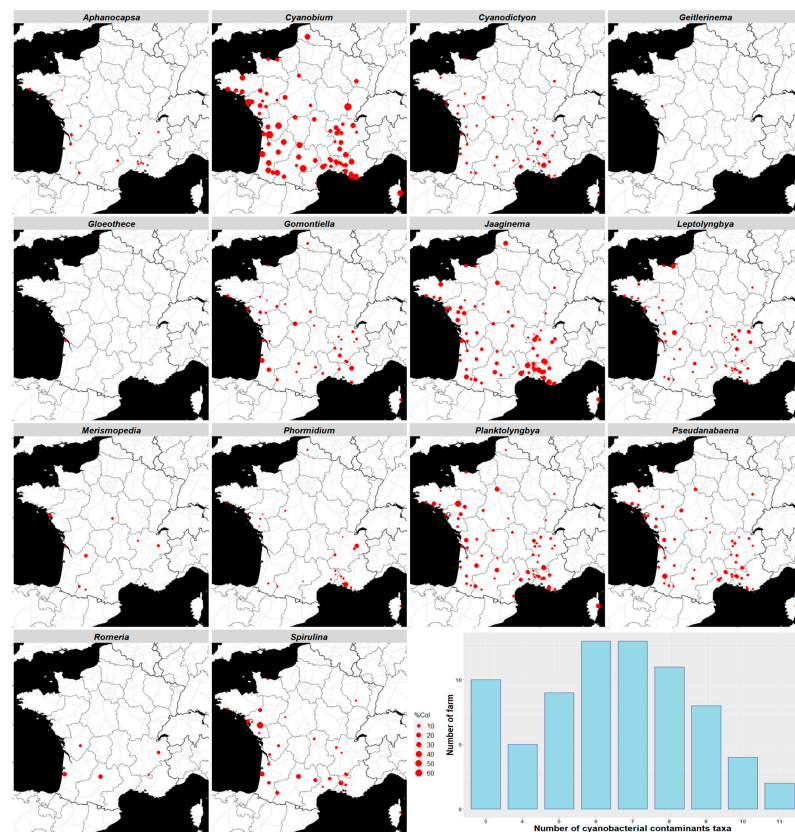 Aphanocapsa
Cyanobium
Cyanodictyon
Geitlerinema
Gloeothece
Gomontiella
Jaaginema
Leptolyngbya
Merismopedia
Phormidium
Planktolyngbya
Pseudanabaena
Romeria
Spirulina
%Col
10
20
30
40
50
60
Number of farm
10
5
0
3 4 5 6 7 8 9 10 11
Number of cyanobacterial contaminants taxa